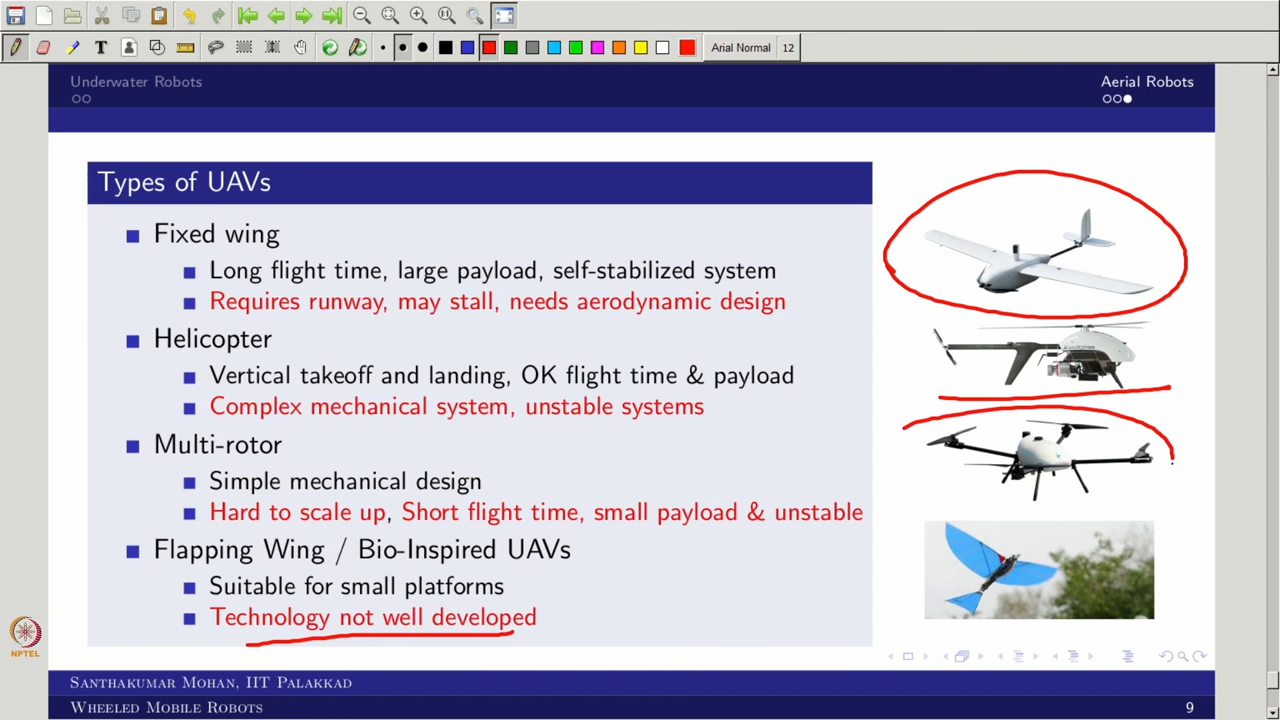 Arial Normal 12
Underwater Robots
Aerial Robots
Types of UAVs
Fixed wing
Long flight time, large payload, self-stabilized system
Requires runway, may stall, needs aerodynamic design
Helicopter
Vertical takeoff and landing, OK flight time & payload
Complex mechanical system, unstable systems
Multi-rotor
Simple mechanical design
Hard to scale up, Short flight time, small payload & unstable
Flapping Wing / Bio-Inspired UAVs
Suitable for small platforms
Technology not well developed
NPTEL
Santhakumar Mohan, IIT Palakkad
Wheeled Mobile Robots
9